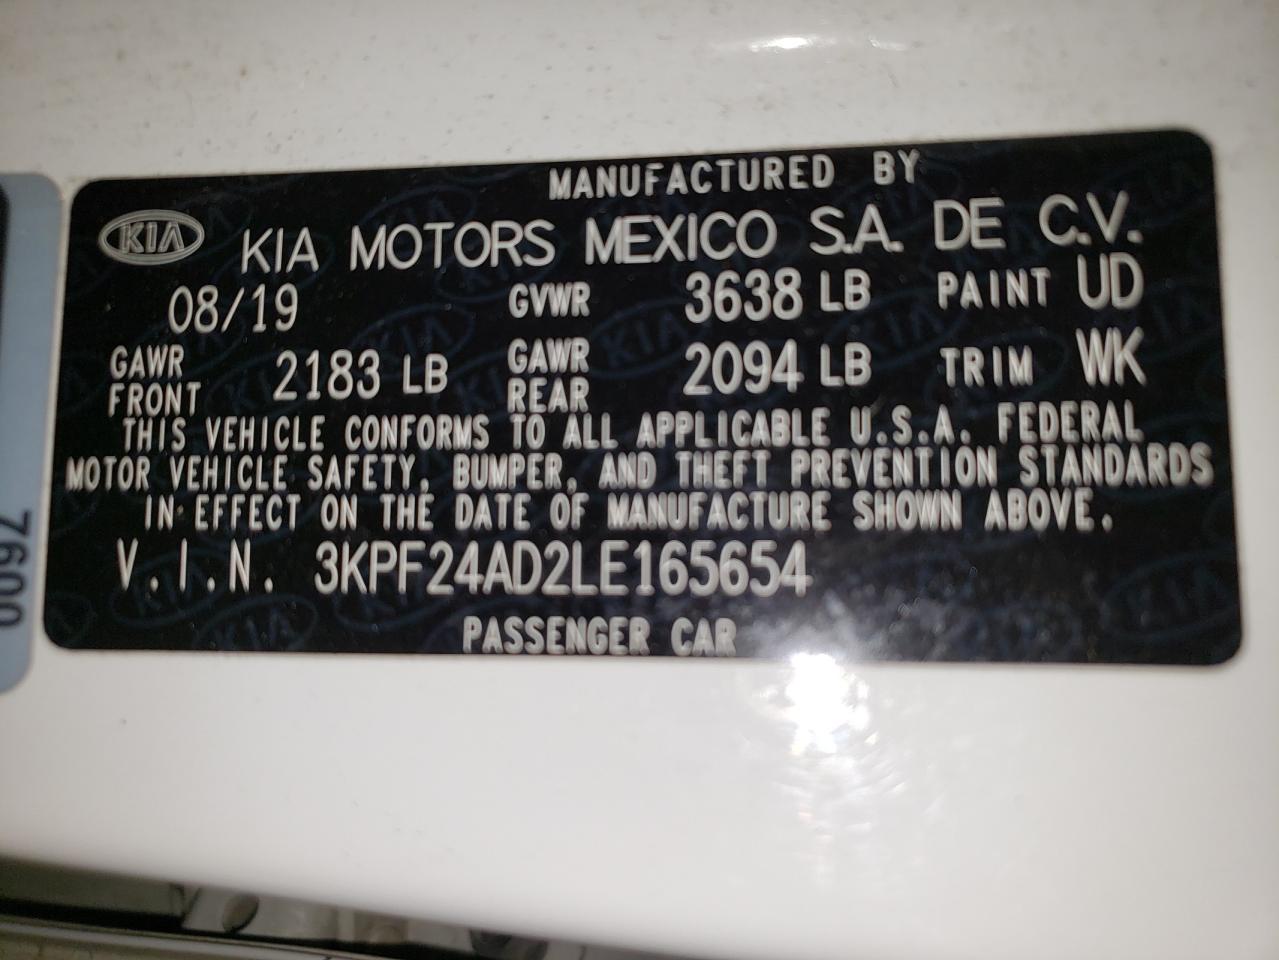 MANUFACTURED BY
KIA KIA MOTORS MEXICO S.A. DE C.V.
08/19 GVWR 3638 LB PAINT UD
GAWR FRONT 2183 LB GAWR REAR 2094 LB TRIM WK
THIS VEHICLE CONFORMS TO ALL APPLICABLE U.S.A. FEDERAL
MOTOR VEHICLE SAFETY, BUMPER, AND THEFT PREVENTION STANDARDS
IN EFFECT ON THE DATE OF MANUFACTURE SHOWN ABOVE.
V.I.N. 3KPF24AD2LE165654
PASSENGER CAR